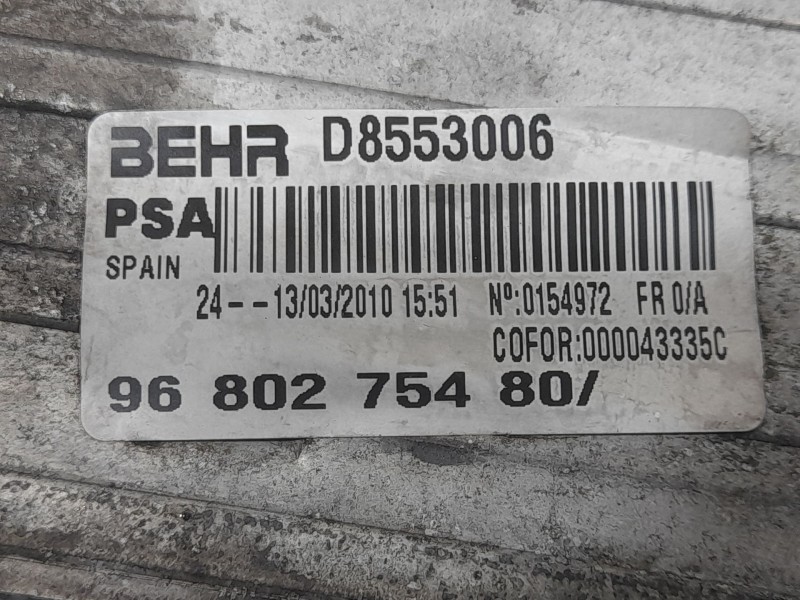 BEHR D8553006
PSA
SPAIN
24--13/03/2010 15:51 Nº:0154972 FR 0/A
COFOR:000043335C
96 802 754 80/